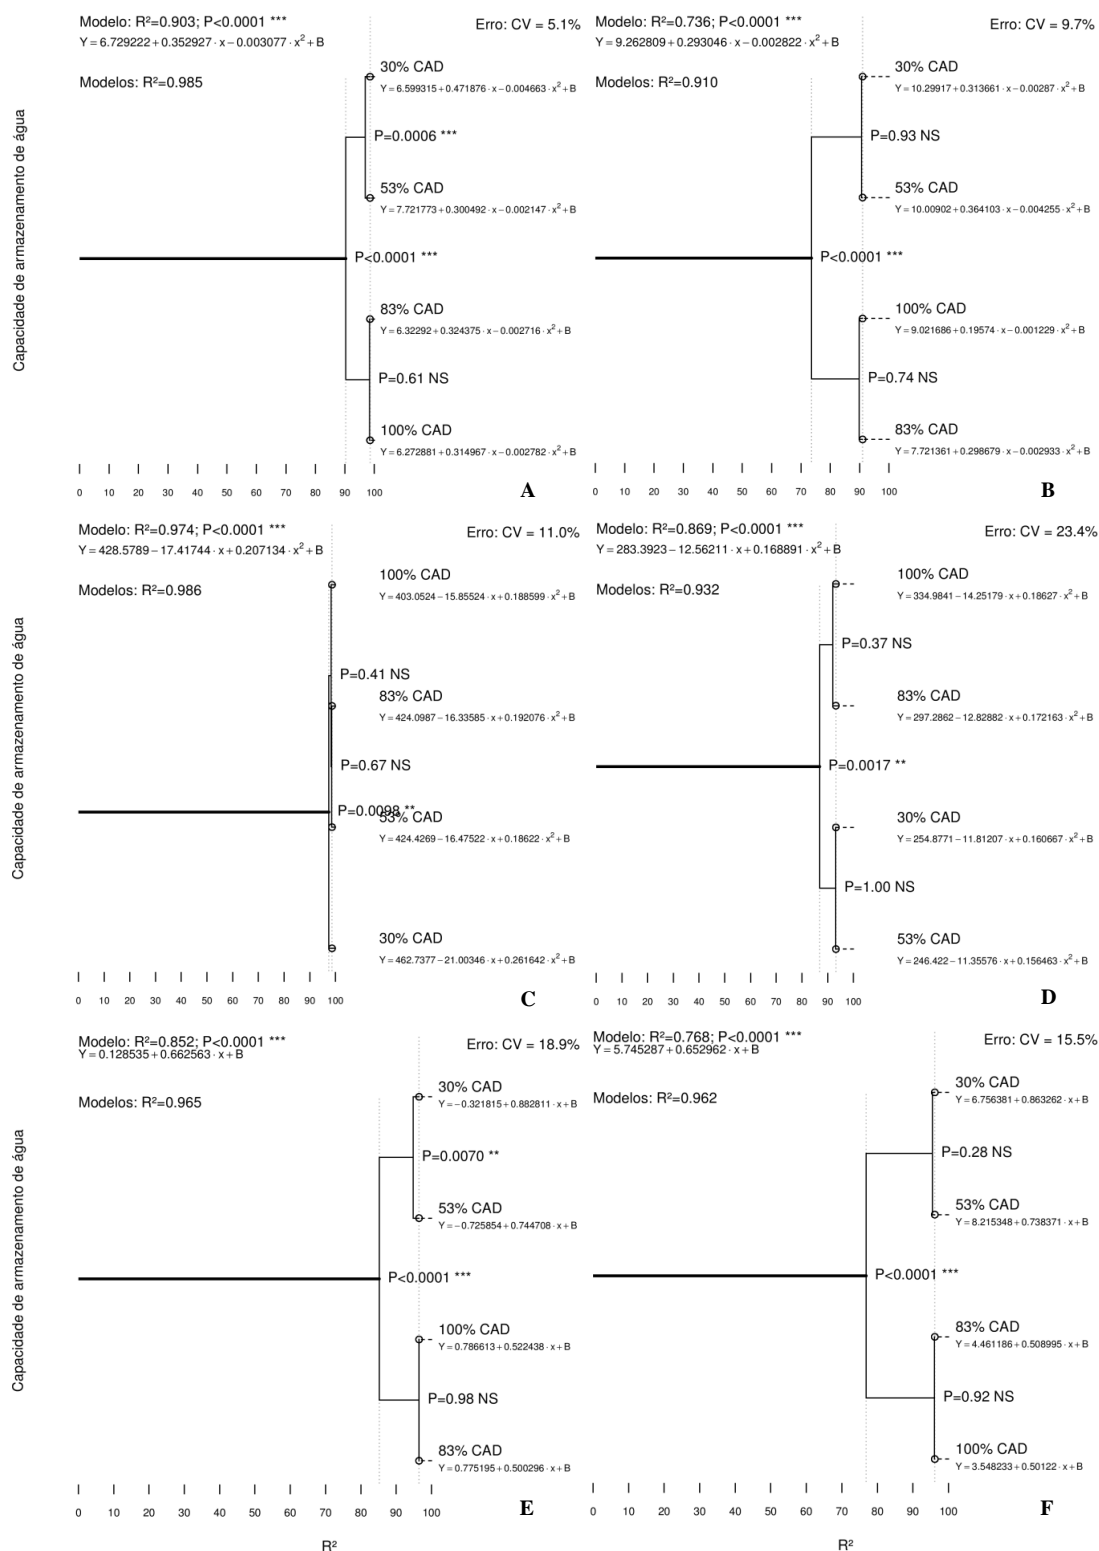 Capacidade de armazenamento de água
Modelo: R²=0.903; P<0.0001 ***
Erro: CV = 5.1%
Y = 6.729222 + 0.352927 · x − 0.003077 · x² + B
Modelos: R²=0.985
30% CAD
Y = 6.599315 + 0.471876 · x − 0.004663 · x² + B
P=0.0006 ***
53% CAD
Y = 7.721773 + 0.300492 · x − 0.002147 · x² + B
P<0.0001 ***
83% CAD
Y = 6.32292 + 0.324375 · x − 0.002716 · x² + B
P=0.61 NS
100% CAD
Y = 6.272881 + 0.314967 · x − 0.002782 · x² + B
0 10 20 30 40 50 60 70 80 90 100
A
Modelo: R²=0.736; P<0.0001 ***
Erro: CV = 9.7%
Y = 9.262809 + 0.293046 · x − 0.002822 · x² + B
Modelos: R²=0.910
30% CAD
Y = 10.29917 + 0.313661 · x − 0.00287 · x² + B
P=0.93 NS
53% CAD
Y = 10.00902 + 0.364103 · x − 0.004255 · x² + B
P<0.0001 ***
100% CAD
Y = 9.021686 + 0.19574 · x − 0.001229 · x² + B
P=0.74 NS
83% CAD
Y = 7.721361 + 0.298679 · x − 0.002933 · x² + B
0 10 20 30 40 50 60 70 80 90 100
B
Capacidade de armazenamento de água
Modelo: R²=0.974; P<0.0001 ***
Erro: CV = 11.0%
Y = 428.5789 − 17.41744 · x + 0.207134 · x² + B
Modelos: R²=0.986
100% CAD
Y = 403.0524 − 15.85524 · x + 0.188599 · x² + B
P=0.41 NS
83% CAD
Y = 424.0987 − 16.33585 · x + 0.192076 · x² + B
P=0.67 NS
P=0.0098 **
53% CAD
Y = 424.4269 − 16.47522 · x + 0.18622 · x² + B
30% CAD
Y = 462.7377 − 21.00346 · x + 0.261642 · x² + B
0 10 20 30 40 50 60 70 80 90 100
C
Modelo: R²=0.869; P<0.0001 ***
Erro: CV = 23.4%
Y = 283.3923 − 12.56211 · x + 0.168891 · x² + B
Modelos: R²=0.932
100% CAD
Y = 334.9841 − 14.25179 · x + 0.18627 · x² + B
P=0.37 NS
83% CAD
Y = 297.2862 − 12.82882 · x + 0.172163 · x² + B
P=0.0017 **
30% CAD
Y = 254.8771 − 11.81207 · x + 0.160667 · x² + B
P=1.00 NS
53% CAD
Y = 246.422 − 11.35576 · x + 0.156463 · x² + B
0 10 20 30 40 50 60 70 80 90 100
D
Capacidade de armazenamento de água
Modelo: R²=0.852; P<0.0001 ***
Erro: CV = 18.9%
Y = 0.128535 + 0.662563 · x + B
Modelos: R²=0.965
30% CAD
Y = −0.321815 + 0.882811 · x + B
P=0.0070 **
53% CAD
Y = −0.725854 + 0.744708 · x + B
P<0.0001 ***
100% CAD
Y = 0.786613 + 0.522438 · x + B
P=0.98 NS
83% CAD
Y = 0.775195 + 0.500296 · x + B
0 10 20 30 40 50 60 70 80 90 100
E
R²
Modelo: R²=0.768; P<0.0001 ***
Erro: CV = 15.5%
Y = 5.745287 + 0.652962 · x + B
Modelos: R²=0.962
30% CAD
Y = 6.756381 + 0.863262 · x + B
P=0.28 NS
53% CAD
Y = 8.215348 + 0.738371 · x + B
P<0.0001 ***
83% CAD
Y = 4.461186 + 0.508995 · x + B
P=0.92 NS
100% CAD
Y = 3.548233 + 0.50122 · x + B
0 10 20 30 40 50 60 70 80 90 100
F
R²